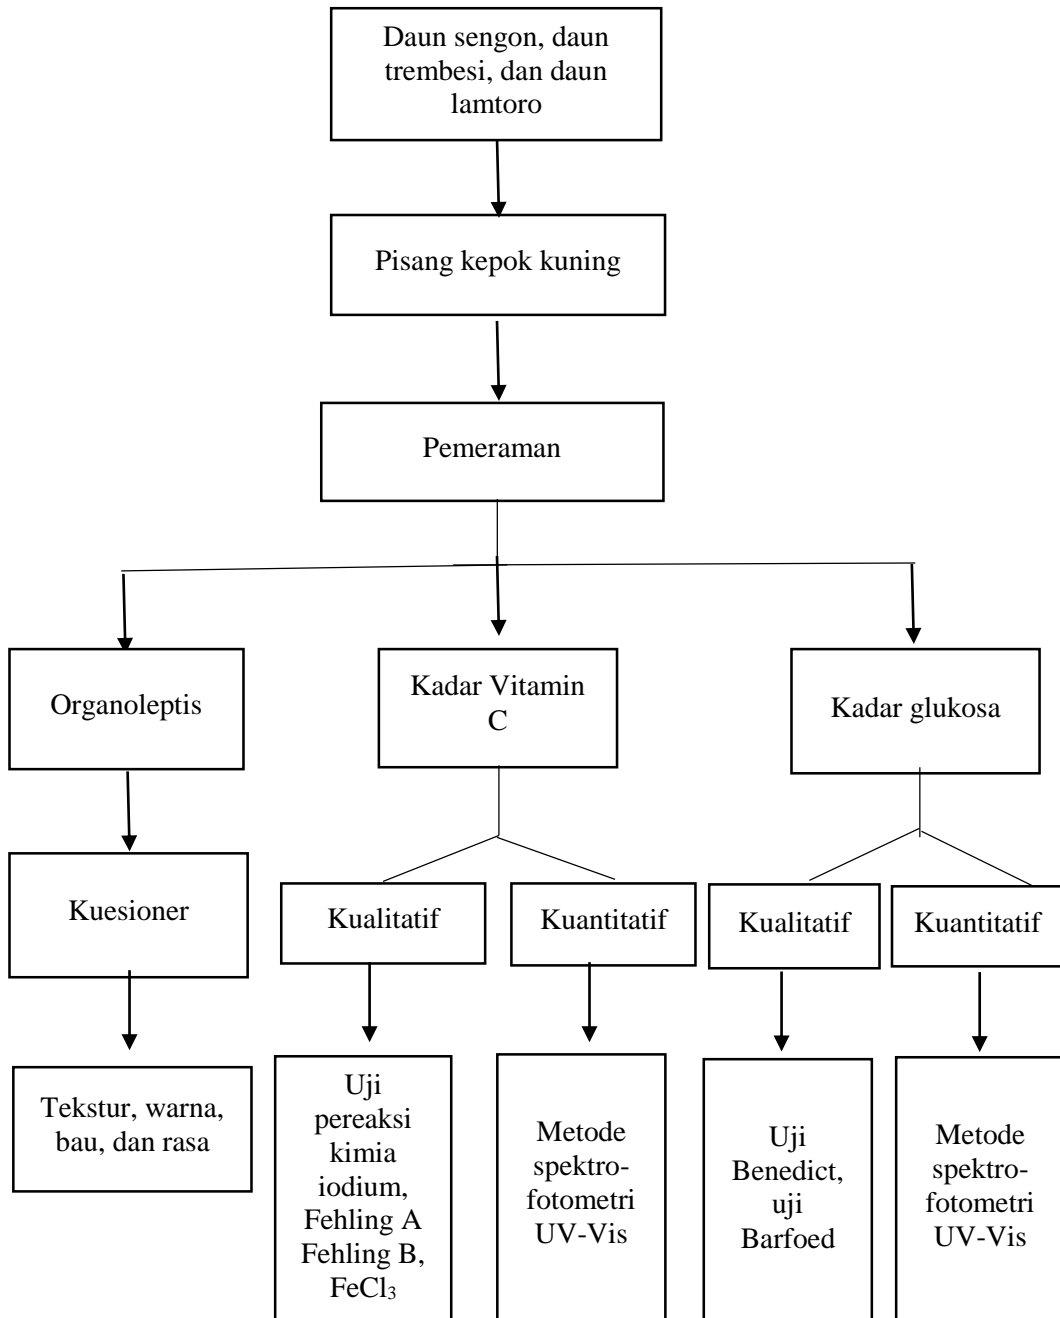 Daun sengon, daun
trembesi, dan daun
lamtoro
Pisang kepok kuning
Pemeraman
Organoleptis
Kadar Vitamin
C
Kadar glukosa
Kuesioner
Kualitatif
Kuantitatif
Kualitatif
Kuantitatif
Tekstur, warna,
bau, dan rasa
Uji
pereaksi
kimia
iodium,
Fehling A
Fehling B,
FeCl₃
Metode
spektro-
fotometri
UV-Vis
Uji
Benedict,
uji
Barfoed
Metode
spektro-
fotometri
UV-Vis